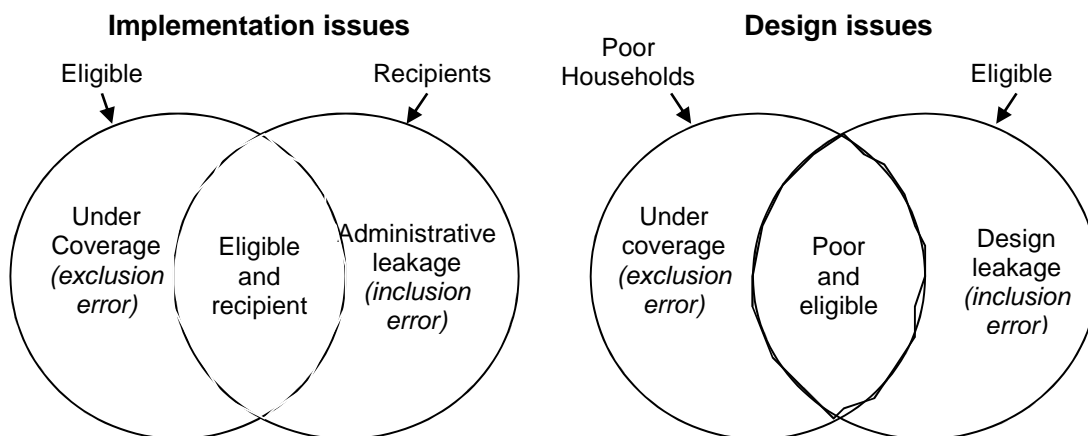 Implementation issues
Eligible
Recipients
Under
Coverage
(exclusion
error)
Eligible
and
recipient
Administrative
leakage
(inclusion
error)
Design issues
Poor
Households
Eligible
Under
coverage
(exclusion
error)
Poor
and
eligible
Design
leakage
(inclusion
error)